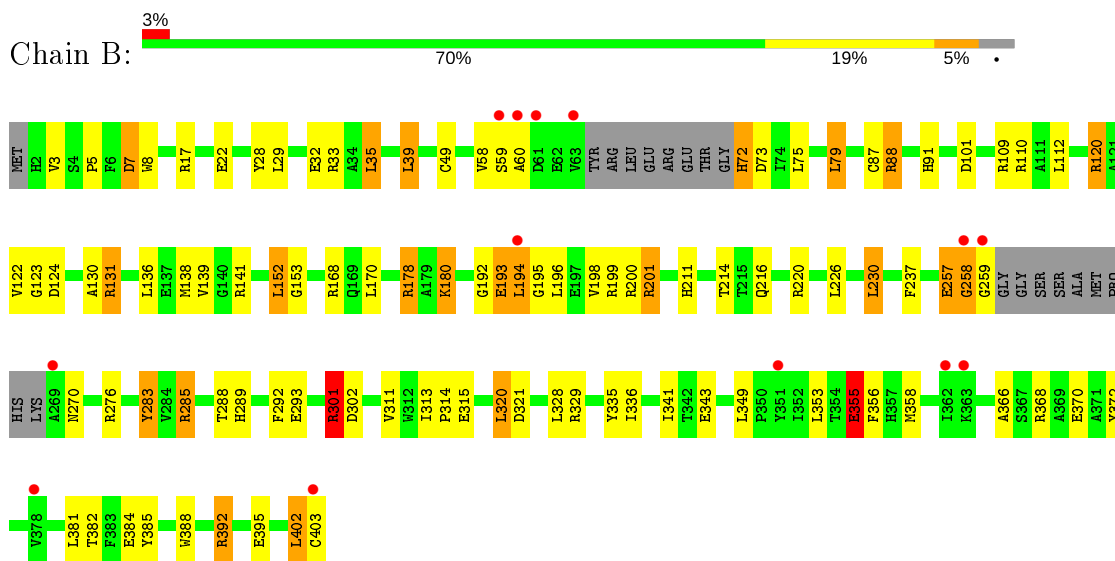 3%
Chain B:
70% 19% 5% •
MET H2 V3 S4 P5 F6 D7 W8 R17 E22 Y28 L29 E32 R33 A34 L35 L39 C49 V58 S59 A60 D61 E62 V63 TYR ARG LEU GLU ARG GLU THR GLY H72 D73 I74 L75 L79 C87 R88 H91 D101 R109 R110 A111 L112 R120 A121
V122 G123 D124 A130 R131 L136 E137 M138 V139 G140 R141 L152 G153 R168 Q169 L170 R178 A179 K180 G192 E193 L194 G195 L196 E197 V198 R199 R200 R201 H211 T214 T215 Q216 R220 L226 L230 F237 E257 G258 G259 GLY GLY SER SER ALA MET PRO
HIS LYS A269 N270 R276 Y283 V284 R285 T288 H289 F292 E293 R301 D302 V311 W312 I313 P314 E315 L320 D321 L328 R329 Y335 I336 I341 T342 E343 L349 P350 Y351 I352 L353 T354 E355 F356 H357 M358 I362 K363 A366 S367 R368 A369 E370 A371
V378 L381 T382 F383 E384 Y385 W388 R392 E395 L402 C403